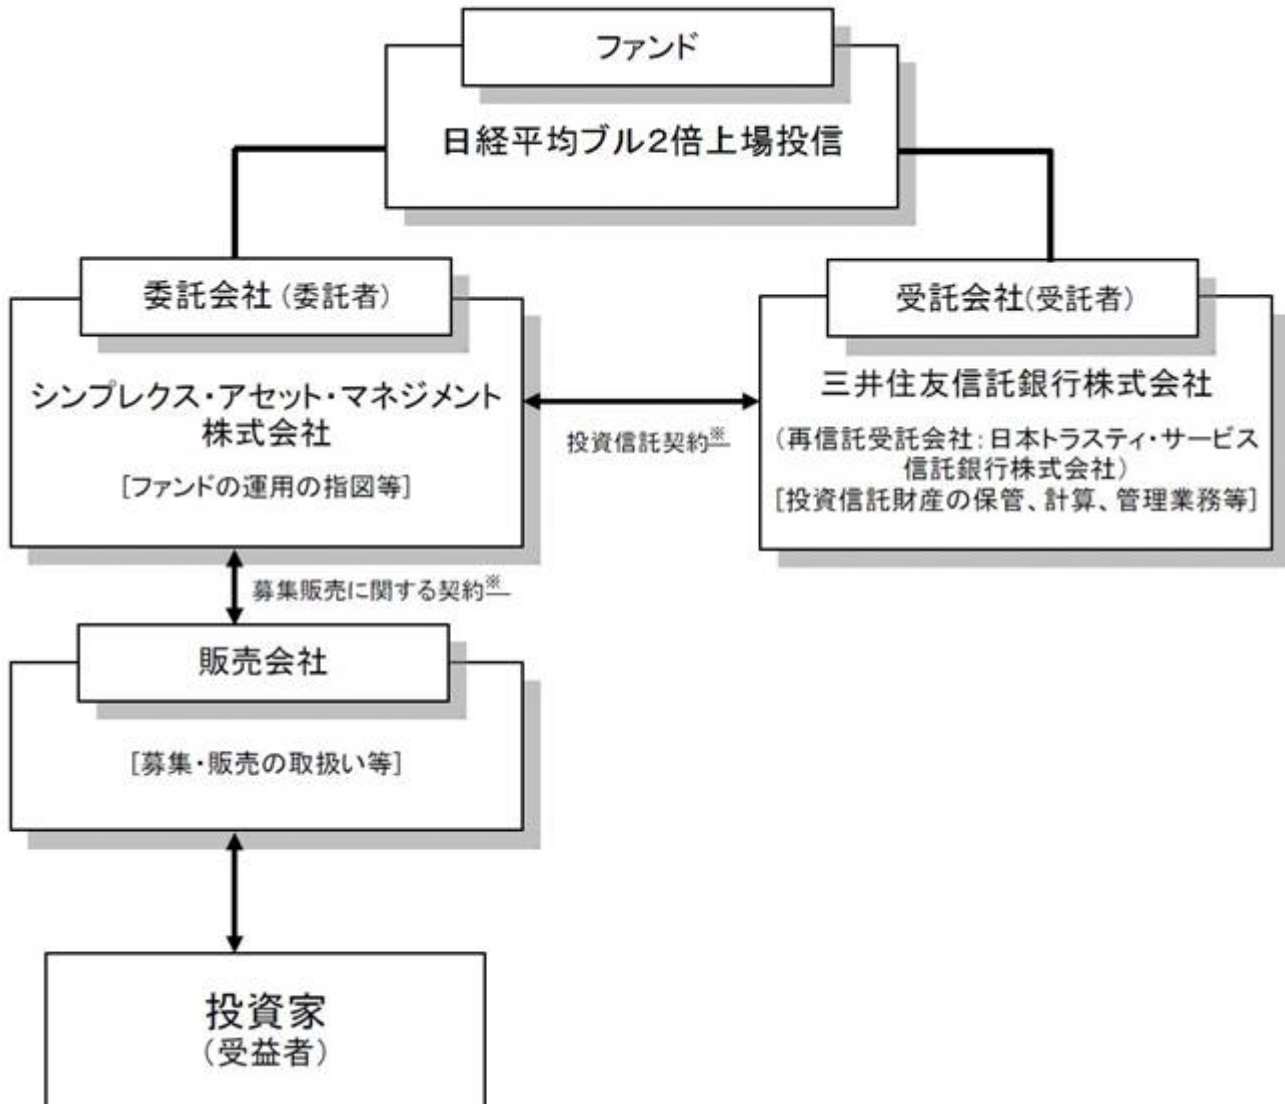 ファンド
日経平均ブル2倍上場投信
委託会社(委託者)
シンプレクス・アセット・マネジメント
株式会社
[ファンドの運用の指図等]
投資信託契約※
受託会社(受託者)
三井住友信託銀行株式会社
(再信託受託会社:日本トラスティ・サービス
信託銀行株式会社)
[投資信託財産の保管、計算、管理業務等]
募集販売に関する契約※
販売会社
[募集・販売の取扱い等]
投資家
(受益者)